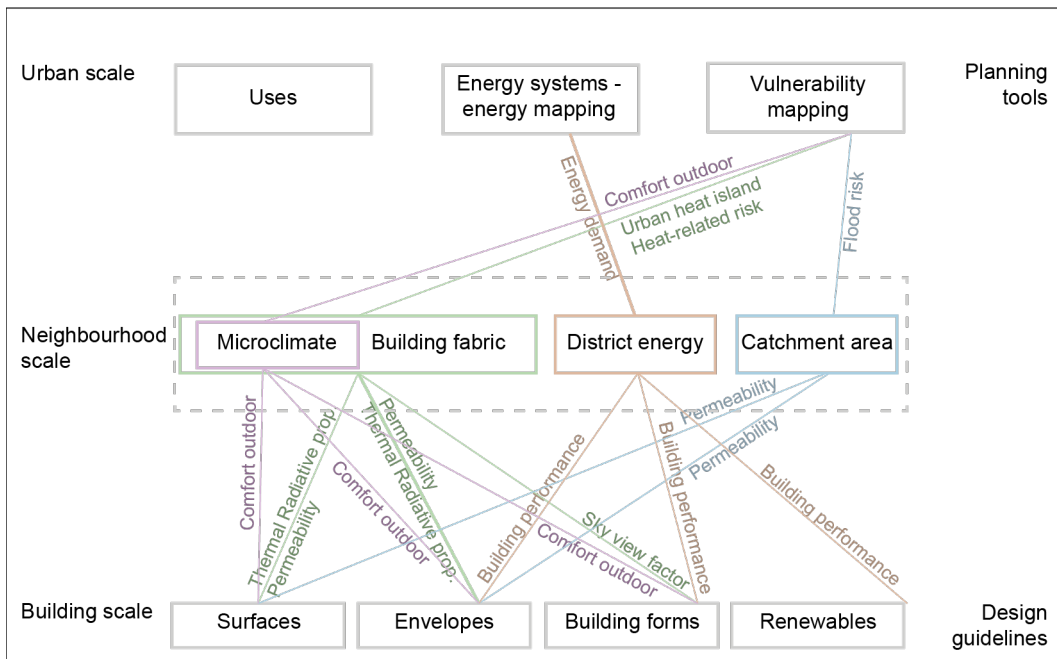 Urban scale
Uses
Energy systems -
energy mapping
Vulnerability
mapping
Planning
tools
Energy demand
Comfort outdoor
Urban heat island
Heat-related risk
Flood risk
Neighbourhood
scale
Microclimate
Building fabric
District energy
Catchment area
Comfort outdoor
Thermal Radiative prop
Permeability
Comfort outdoor
Permeability
Thermal Radiative prop
Building performance
Sky view factor
Comfort outdoor
Building performance
Permeability
Permeability
Building performance
Building scale
Surfaces
Envelopes
Building forms
Renewables
Design
guidelines